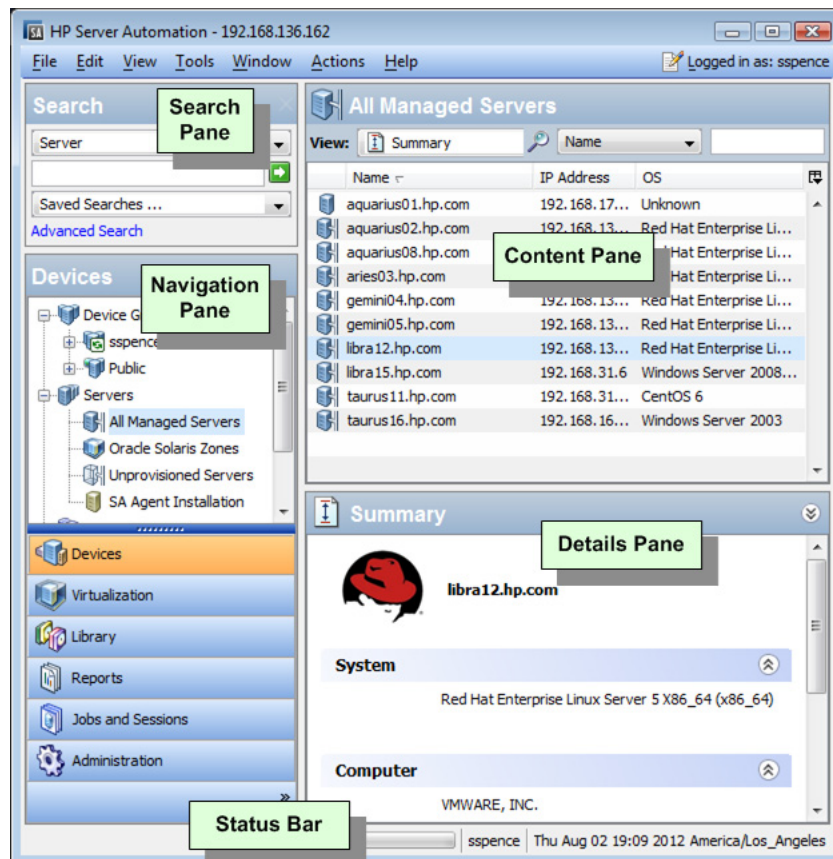 HP Server Automation - 192.168.136.162
File Edit View Tools Window Actions Help
Logged in as: sspence
Search
Search Pane
Server
Saved Searches ...
Advanced Search
Devices
Navigation Pane
Device G
sspence
Public
Servers
All Managed Servers
Oracle Solaris Zones
Unprovisioned Servers
SA Agent Installation
Devices
Virtualization
Library
Reports
Jobs and Sessions
Administration
All Managed Servers
View: Summary Name
Name IP Address OS
aquarius01.hp.com 192.168.17... Unknown
aquarius02.hp.com 192.168.13... Red Hat Enterprise Li...
aquarius08.hp.com Hat Enterprise Li...
aries03.hp.com Hat Enterprise Li...
gemini04.hp.com 192.168.13... Red Hat Enterprise Li...
gemini05.hp.com 192.168.13... Red Hat Enterprise Li...
libra12.hp.com 192.168.13... Red Hat Enterprise Li...
libra15.hp.com 192.168.31.6 Windows Server 2008...
taurus11.hp.com 192.168.31... CentOS 6
taurus16.hp.com 192.168.16... Windows Server 2003
Content Pane
Summary
Details Pane
libra12.hp.com
System
Red Hat Enterprise Linux Server 5 X86_64 (x86_64)
Computer
VMWARE, INC.
Status Bar
sspence Thu Aug 02 19:09 2012 America/Los_Angeles